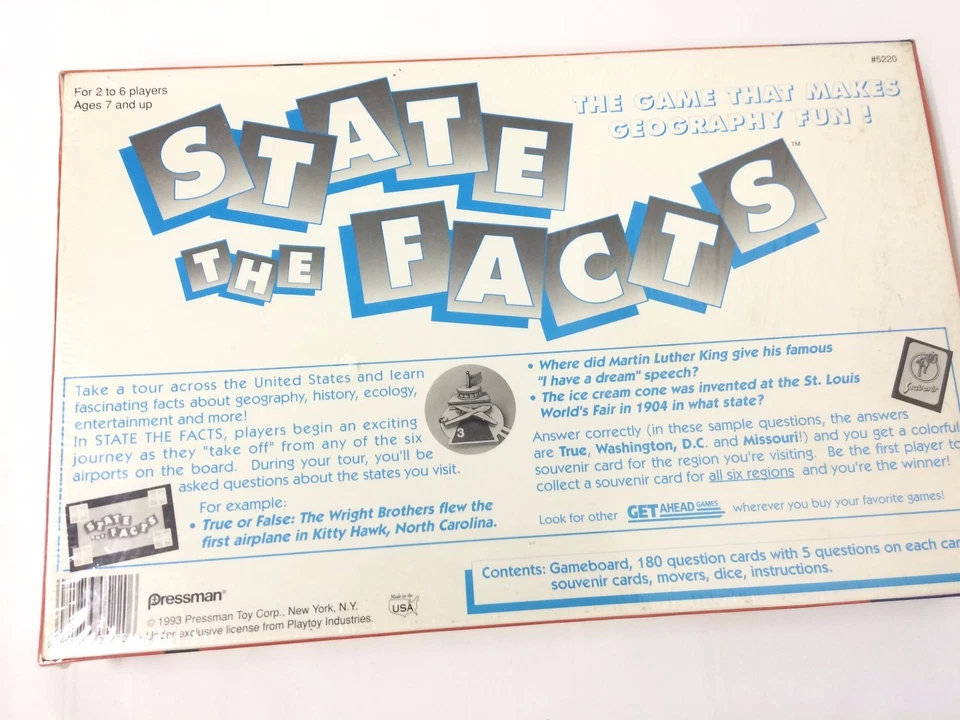 #5220
For 2 to 6 players
Ages 7 and up
STATE
THE FACTS™
THE GAME THAT MAKES
GEOGRAPHY FUN !
Take a tour across the United States and learn
fascinating facts about geography, history, ecology,
entertainment and more!
In STATE THE FACTS, players begin an exciting
journey as they "take off" from any of the six
airports on the board. During your tour, you'll be
asked questions about the states you visit.
For example:
• True or False: The Wright Brothers flew the
first airplane in Kitty Hawk, North Carolina.
3
STATE
THE FACTS
• Where did Martin Luther King give his famous
"I have a dream" speech?
• The ice cream cone was invented at the St. Louis
World's Fair in 1904 in what state?
Answer correctly (in these sample questions, the answers
are True, Washington, D.C. and Missouri!) and you get a colorful
souvenir card for the region you're visiting. Be the first player to
collect a souvenir card for all six regions and you're the winner!
Look for other GET AHEAD GAMES wherever you buy your favorite games!
Souvenir
Contents: Gameboard, 180 question cards with 5 questions on each car
souvenir cards, movers, dice, instructions.
Pressman®
© 1993 Pressman Toy Corp., New York, N.Y.
exclusive license from Playtoy Industries.
Made in the
USA